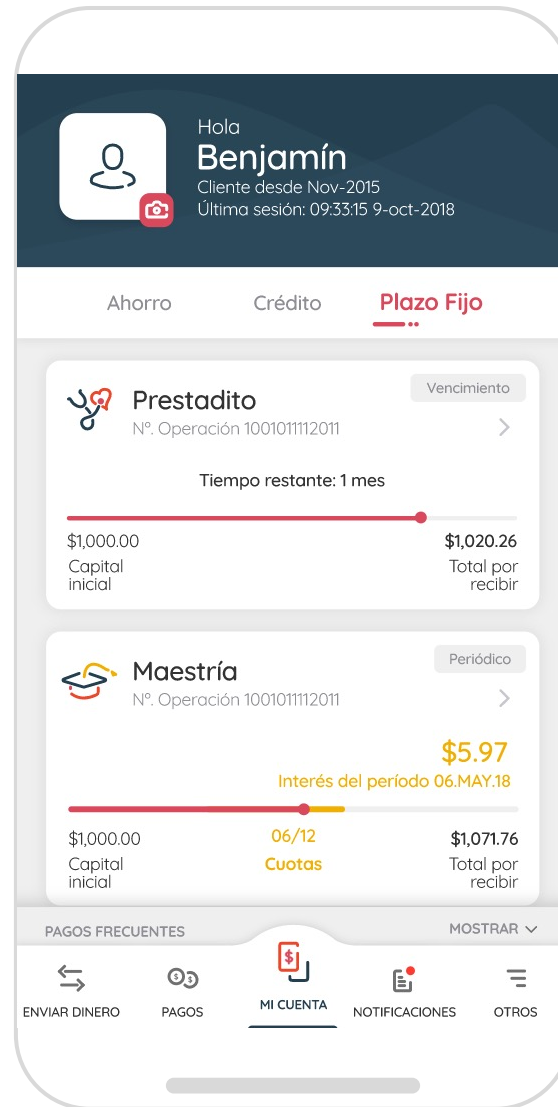 Hola
Benjamín
Cliente desde Nov-2015
Última sesión: 09:33:15 9-oct-2018
Ahorro Crédito Plazo Fijo
Vencimiento
Prestadito
Nº. Operación 1001011112011
Tiempo restante: 1 mes
$1,000.00 $1,020.26
Capital Total por
inicial recibir
Periódico
Maestría
Nº. Operación 1001011112011
$5.97
Interés del período 06.MAY.18
$1,000.00 06/12 $1,071.76
Capital Cuotas Total por
inicial recibir
PAGOS FRECUENTES MOSTRAR
$
ENVIAR DINERO PAGOS MI CUENTA NOTIFICACIONES OTROS